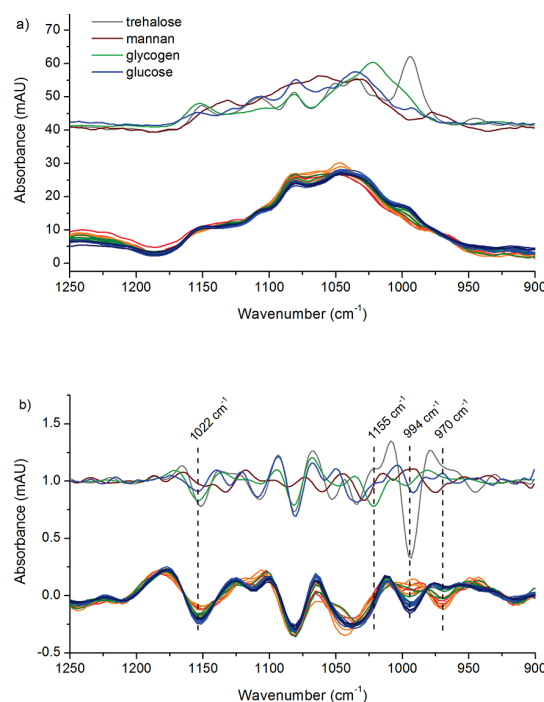 a)
70
60
50
40
30
20
10
0
Absorbance (mAU)
trehalose
mannan
glycogen
glucose
1250 1200 1150 1100 1050 1000 950 900
Wavenumber (cm⁻¹)
b)
1.5
1.0
0.5
0.0
-0.5
Absorbance (mAU)
1022 cm⁻¹
1155 cm⁻¹
994 cm⁻¹
970 cm⁻¹
1250 1200 1150 1100 1050 1000 950 900
Wavenumber (cm⁻¹)